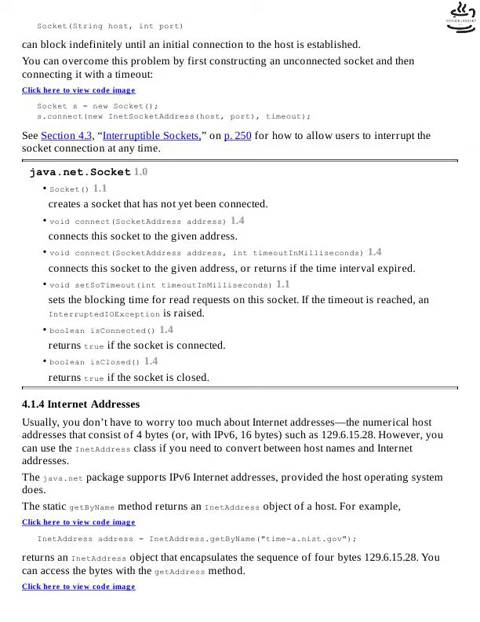 Socket(String host, int port)
can block indefinitely until an initial connection to the host is established.
You can overcome this problem by first constructing an unconnected socket and then
connecting it with a timeout:
Click here to view code image
Socket s = new Socket();
s.connect(new InetSocketAddress(host, port), timeout);
See Section 4.3, “Interruptible Sockets,” on p. 250 for how to allow users to interrupt the
socket connection at any time.
java.net.Socket 1.0
• Socket() 1.1
creates a socket that has not yet been connected.
• void connect(SocketAddress address) 1.4
connects this socket to the given address.
• void connect(SocketAddress address, int timeoutInMilliseconds) 1.4
connects this socket to the given address, or returns if the time interval expired.
• void setSoTimeout(int timeoutInMilliseconds) 1.1
sets the blocking time for read requests on this socket. If the timeout is reached, an
InterruptedIOException is raised.
• boolean isConnected() 1.4
returns true if the socket is connected.
• boolean isClosed() 1.4
returns true if the socket is closed.
4.1.4 Internet Addresses
Usually, you don’t have to worry too much about Internet addresses—the numerical host
addresses that consist of 4 bytes (or, with IPv6, 16 bytes) such as 129.6.15.28. However, you
can use the InetAddress class if you need to convert between host names and Internet
addresses.
The java.net package supports IPv6 Internet addresses, provided the host operating system
does.
The static getByName method returns an InetAddress object of a host. For example,
Click here to view code image
InetAddress address = InetAddress.getByName("time-a.nist.gov");
returns an InetAddress object that encapsulates the sequence of four bytes 129.6.15.28. You
can access the bytes with the getAddress method.
Click here to view code image